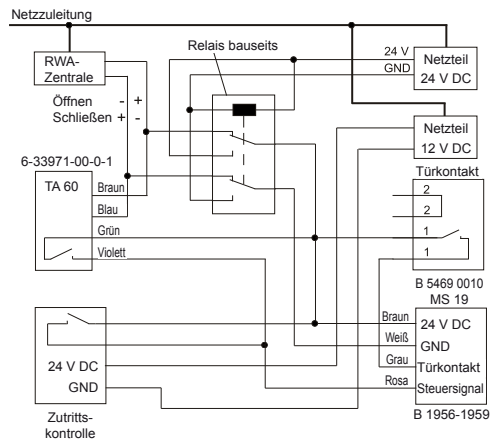 Netzzuleitung
RWA-
Zentrale
Öffnen - +
Schließen + -
Relais bauseits
24 V
GND
Netzteil
24 V DC
Netzteil
12 V DC
6-33971-00-0-1
TA 60
Braun
Blau
Grün
Violett
Türkontakt
2
2
1
1
B 5469 0010
MS 19
Braun
Weiß
Grau
Rosa
24 V DC
GND
Türkontakt
Steuersignal
B 1956-1959
24 V DC
GND
Zutritts-
kontrolle